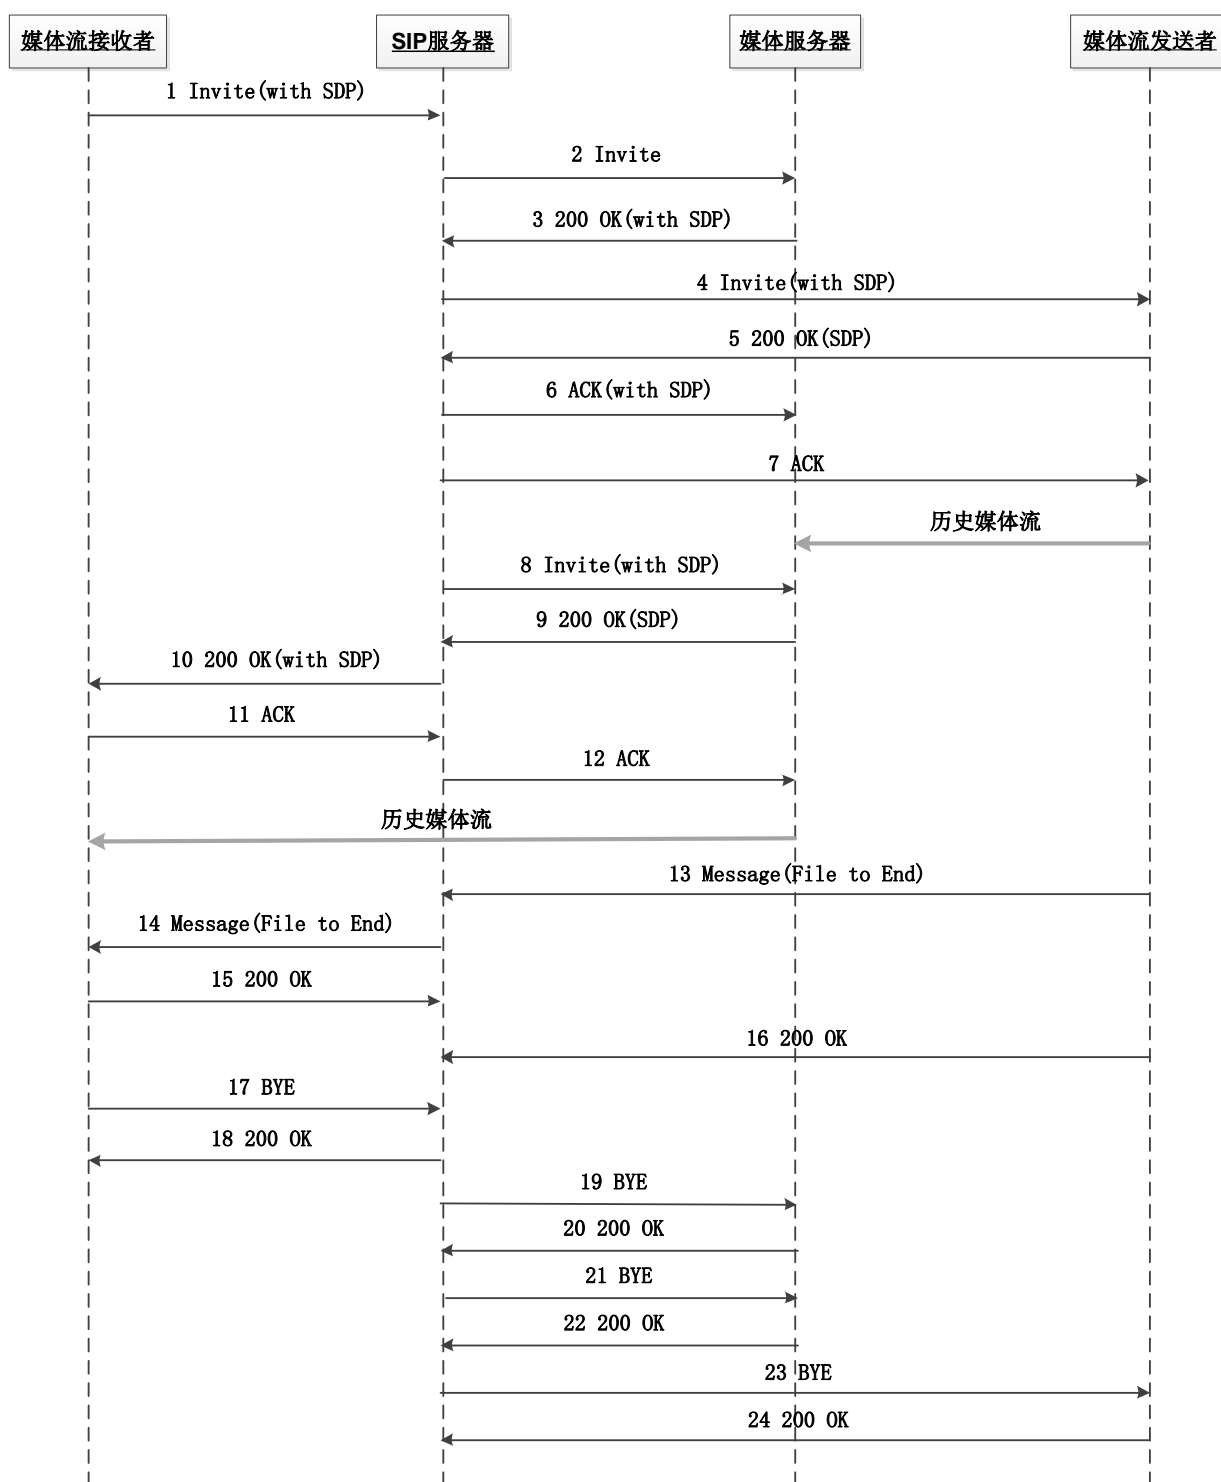 媒体流接收者
SIP服务器
媒体服务器
媒体流发送者
1 Invite(with SDP)
2 Invite
3 200 OK(with SDP)
4 Invite(with SDP)
5 200 OK(SDP)
6 ACK(with SDP)
7 ACK
历史媒体流
8 Invite(with SDP)
9 200 OK(SDP)
10 200 OK(with SDP)
11 ACK
12 ACK
历史媒体流
13 Message(File to End)
14 Message(File to End)
15 200 OK
16 200 OK
17 BYE
18 200 OK
19 BYE
20 200 OK
21 BYE
22 200 OK
23 BYE
24 200 OK